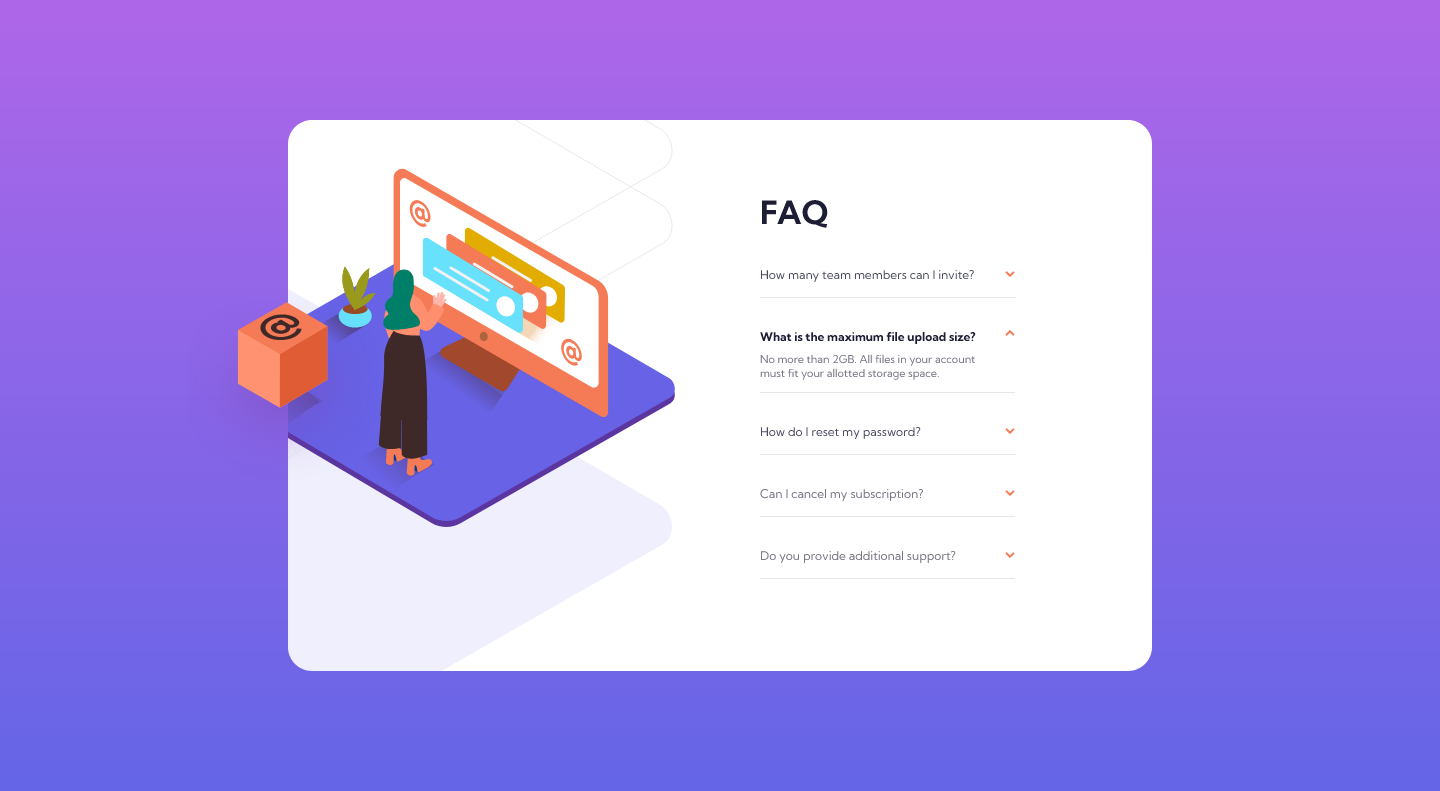 @
@
@
FAQ
How many team members can I invite?
What is the maximum file upload size?
No more than 2GB. All files in your account
must fit your allotted storage space.
How do I reset my password?
Can I cancel my subscription?
Do you provide additional support?